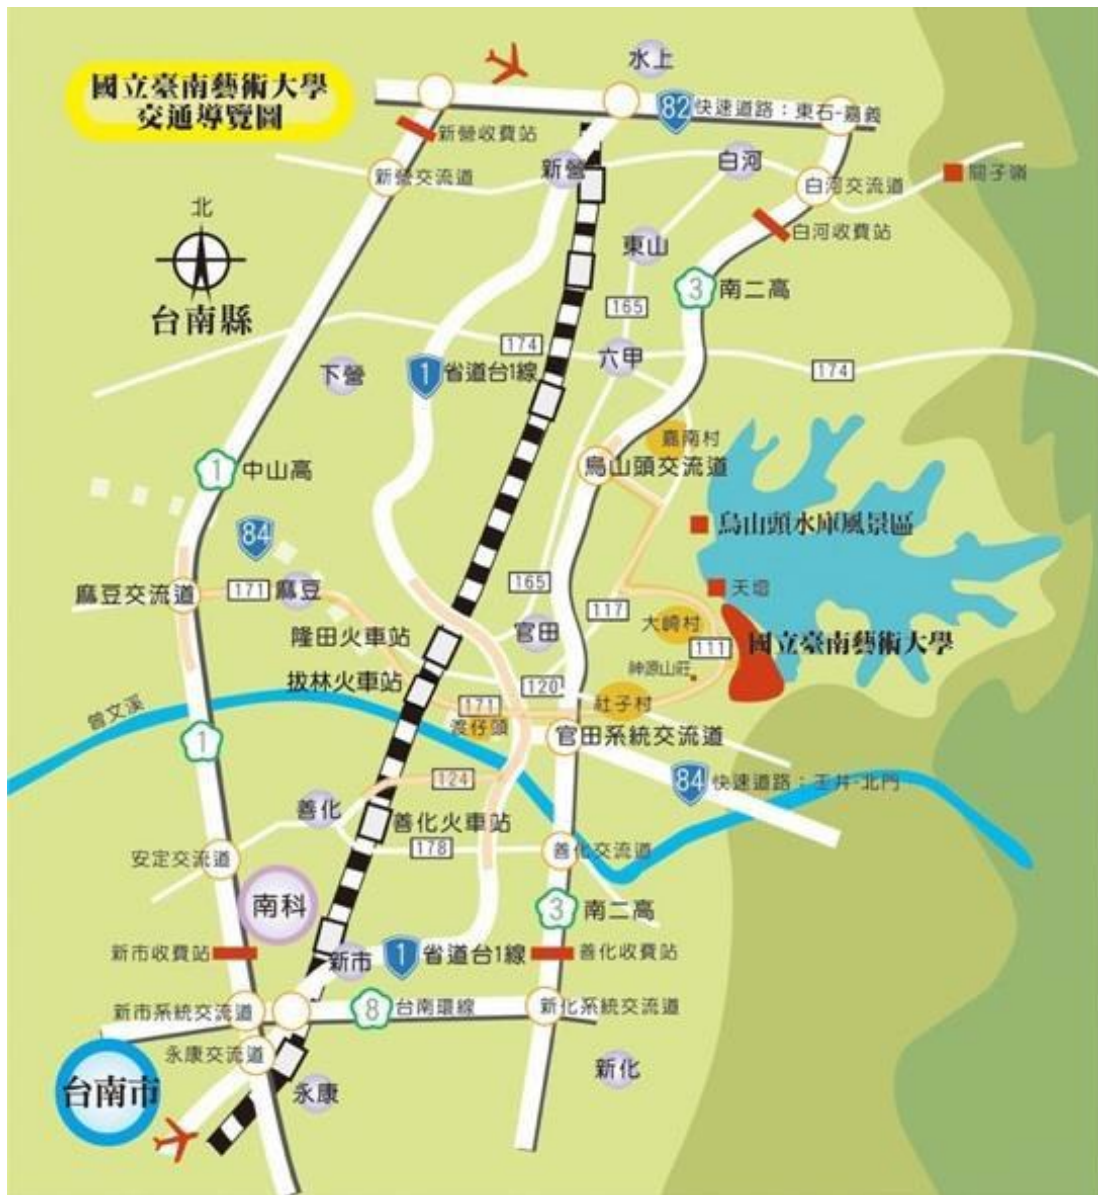 國立臺南藝術大學
交通導覽圖
水上
82
快速道路：東石-嘉義
新營收費站
新營
白河
新營交流道
白河交流道
關子嶺
北
白河收費站
東山
台南縣
3
南二高
165
174
六甲
下營
1
省道台1線
174
嘉南村
烏山頭交流道
1
中山高
烏山頭水庫風景區
84
171
麻豆
麻豆交流道
165
天壇
117
隆田火車站
官田
大崎村
111
國立臺南藝術大學
神原山莊
拔林火車站
120
171
社子村
曾文溪
渡仔頭
1
官田系統交流道
124
84
快速道路：玉井-北門
善化
善化火車站
178
安定交流道
善化交流道
南科
3
南二高
新市收費站
新市
1
省道台1線
善化收費站
新市系統交流道
8
台南環線
新化系統交流道
永康交流道
新化
台南市
永康